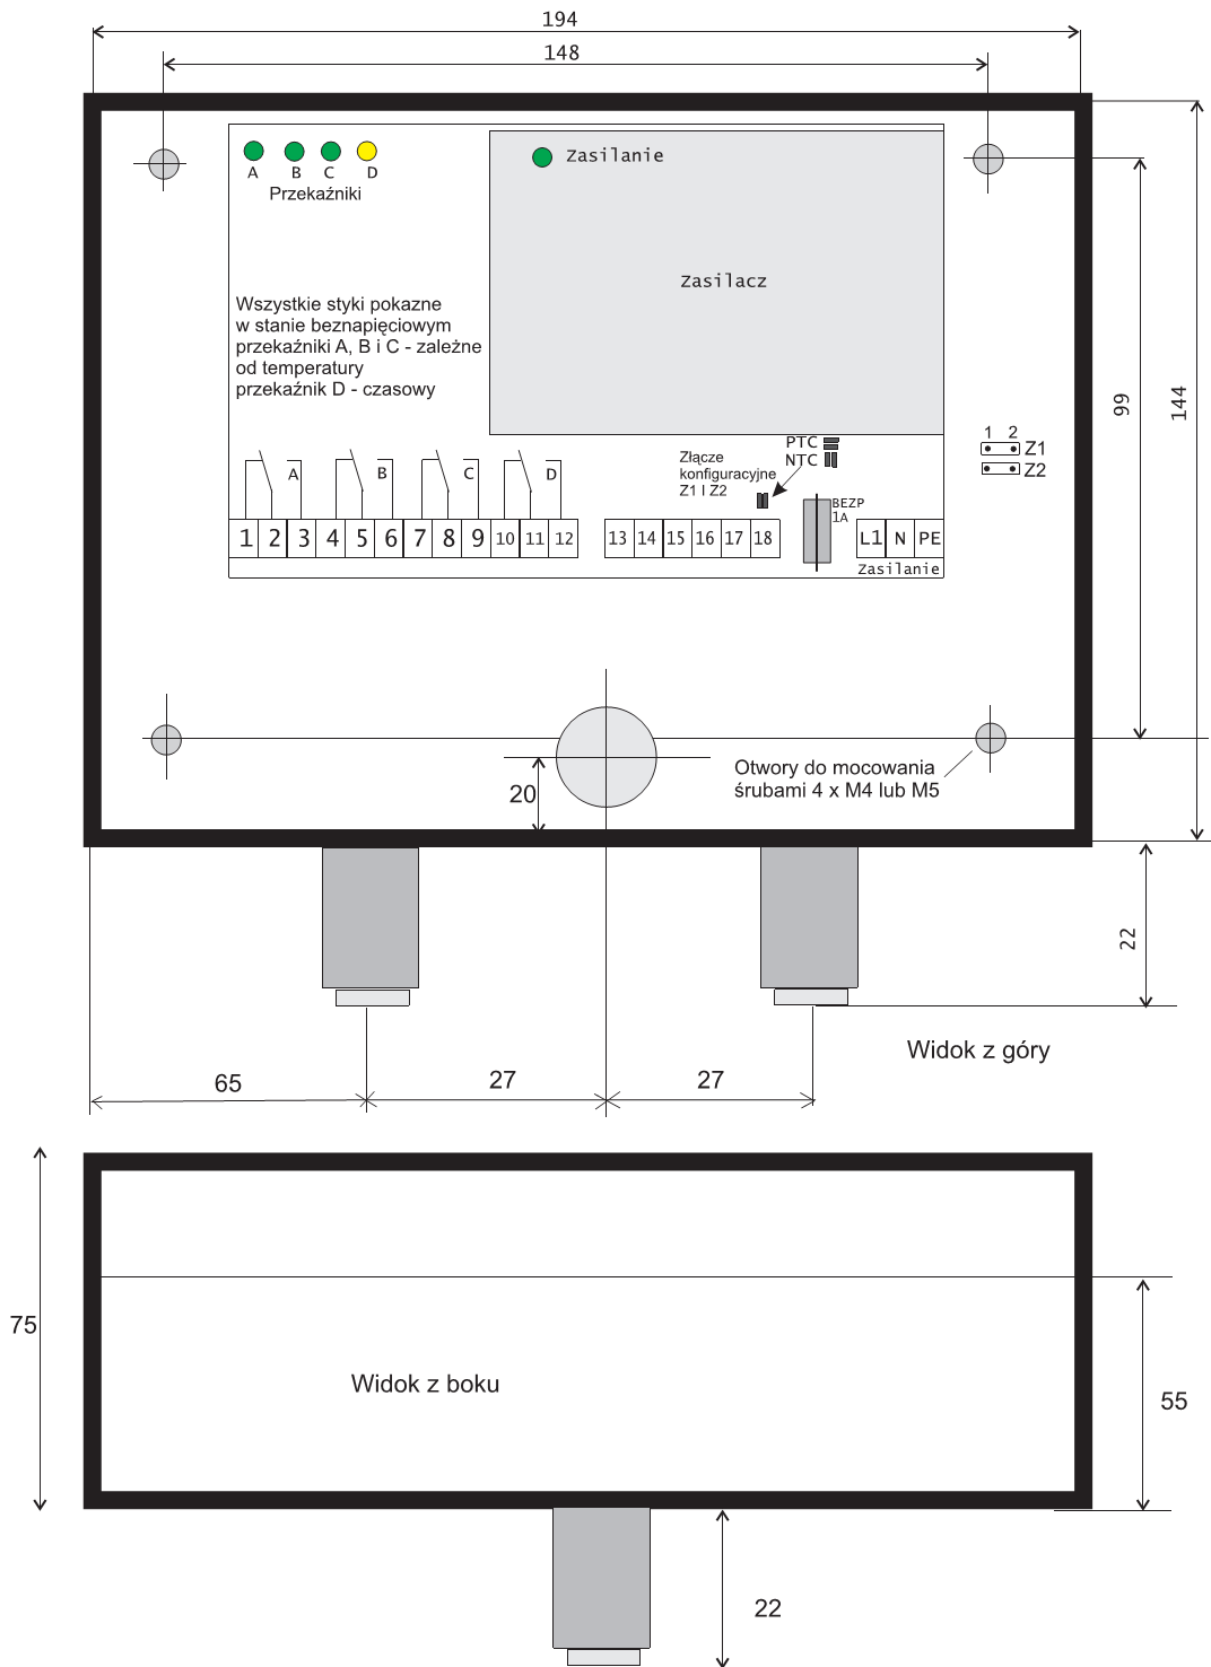 194
148
A B C D
Przekaźniki
Zasilanie
Zasilacz
Wszystkie styki pokazne
w stanie beznapięciowym
przekaźniki A, B i C - zależne
od temperatury
przekaźnik D - czasowy
99
144
1 2
Z1
Z2
PTC
NTC
Złącze
konfiguracyjne
Z1 I Z2
A B C D
BEZP
1A
1 2 3 4 5 6 7 8 9 10 11 12
13 14 15 16 17 18
L1 N PE
Zasilanie
20
Otwory do mocowania
śrubami 4 x M4 lub M5
22
Widok z góry
65
27
27
75
Widok z boku
55
22